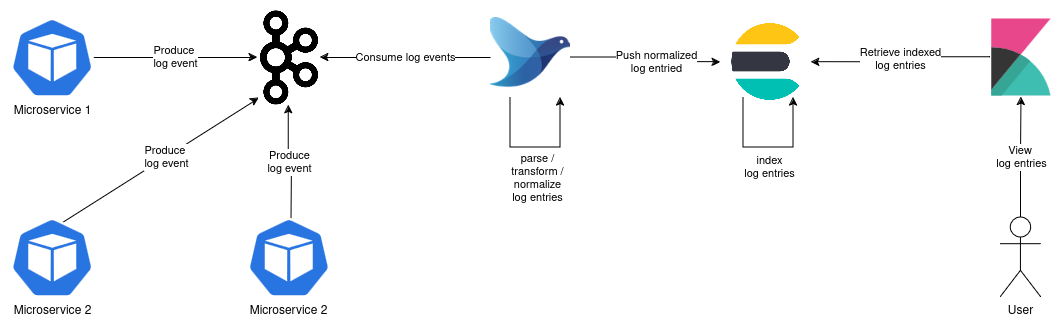 Produce
log event
Consume log events
Push normalized
log entried
Retrieve indexed
log entries
Microservice 1
Produce
log event
Produce
log event
parse /
transform /
normalize
log entries
index
log entries
View
log entries
Microservice 2
Microservice 2
User